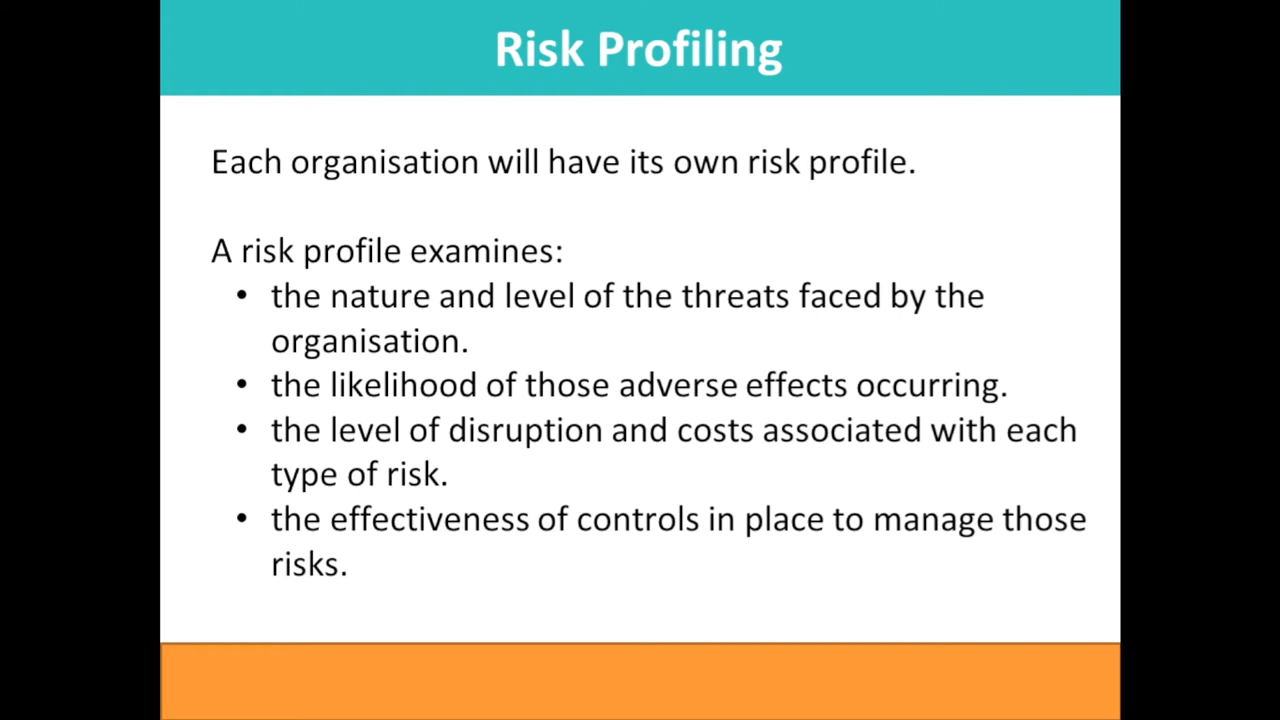 Risk Profiling
Each organisation will have its own risk profile.
A risk profile examines:
• the nature and level of the threats faced by the
organisation.
• the likelihood of those adverse effects occurring.
• the level of disruption and costs associated with each
type of risk.
• the effectiveness of controls in place to manage those
risks.